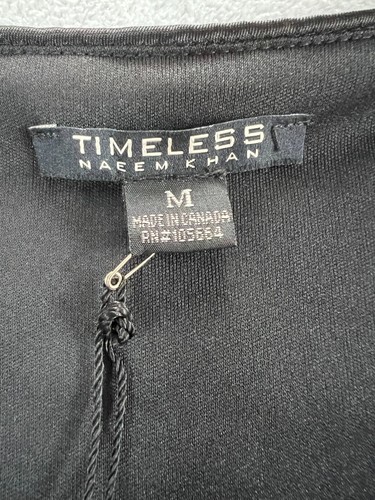 TIMELESS
NAEEM KHAN
M
MADE IN CANADA
RN#105664